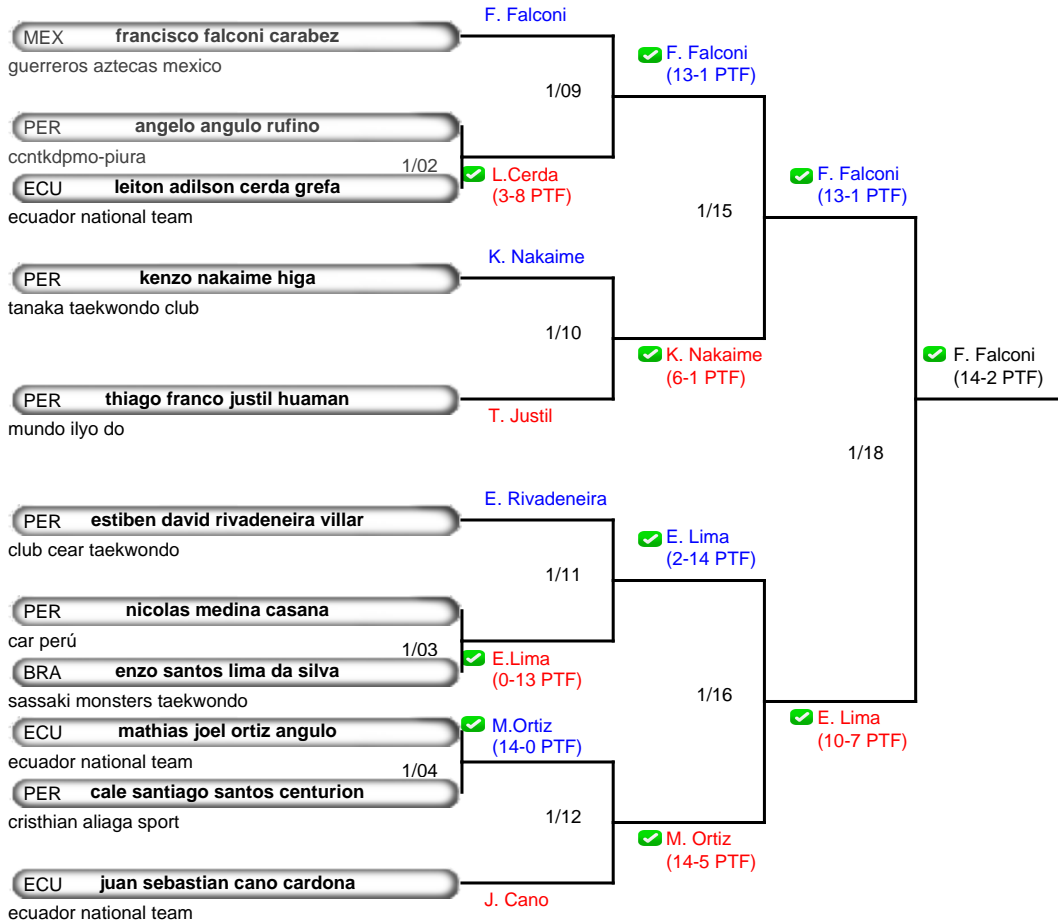 F. Falconi
MEX francisco falconi carabez
guerreros aztecas mexico
F. Falconi
(13-1 PTF)
1/09
PER angelo angulo rufino
ccntkdpmo-piura
1/02
L.Cerda
(3-8 PTF)
ECU leiton adilson cerda grefa
ecuador national team
F. Falconi
(13-1 PTF)
1/15
K. Nakaime
PER kenzo nakaime higa
tanaka taekwondo club
1/10
K. Nakaime
(6-1 PTF)
F. Falconi
(14-2 PTF)
PER thiago franco justil huaman
mundo ilyo do
T. Justil
1/18
E. Rivadeneira
PER estiben david rivadeneira villar
club cear taekwondo
E. Lima
(2-14 PTF)
1/11
PER nicolas medina casana
car perú
1/03
E.Lima
(0-13 PTF)
BRA enzo santos lima da silva
sassaki monsters taekwondo
1/16
E. Lima
(10-7 PTF)
ECU mathias joel ortiz angulo
ecuador national team
M.Ortiz
(14-0 PTF)
1/04
PER cale santiago santos centurion
cristhian aliaga sport
1/12
M. Ortiz
(14-5 PTF)
ECU juan sebastian cano cardona
ecuador national team
J. Cano